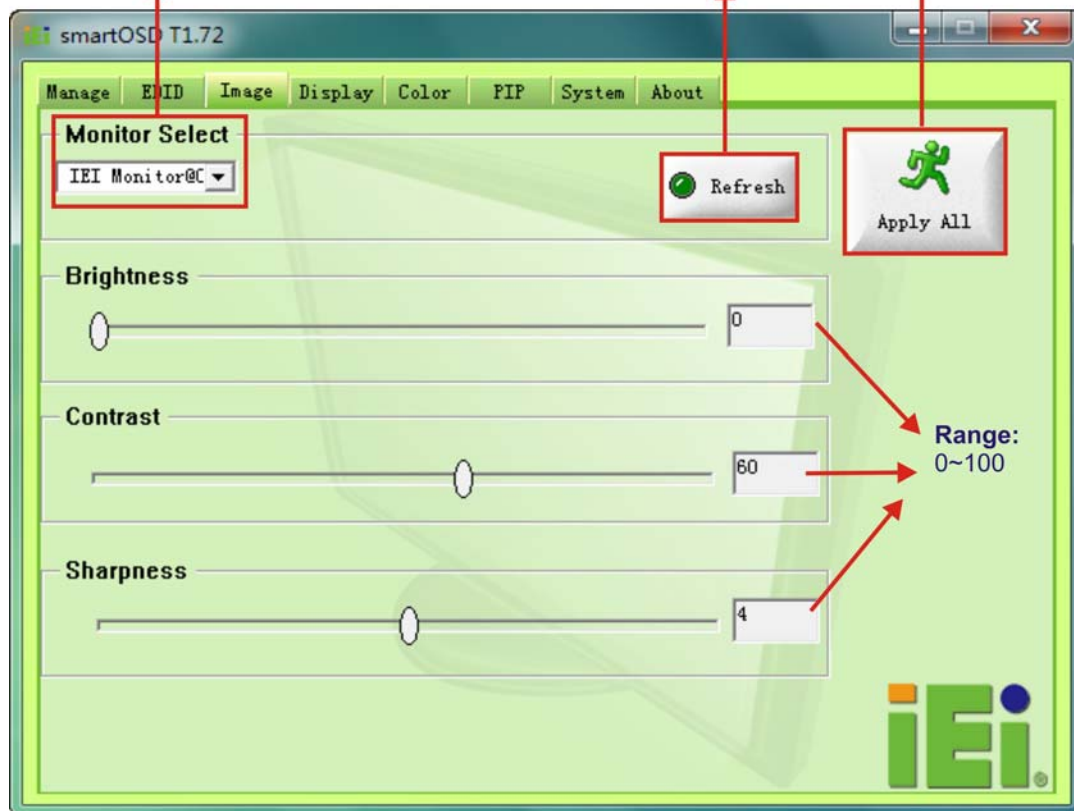 smartOSD T1.72
Manage EDID Image Display Color PIP System About
Monitor Select
IEI Monitor@C
Refresh
Apply All
Brightness
0
Contrast
60
Range:
0~100
Sharpness
4
iEi
®